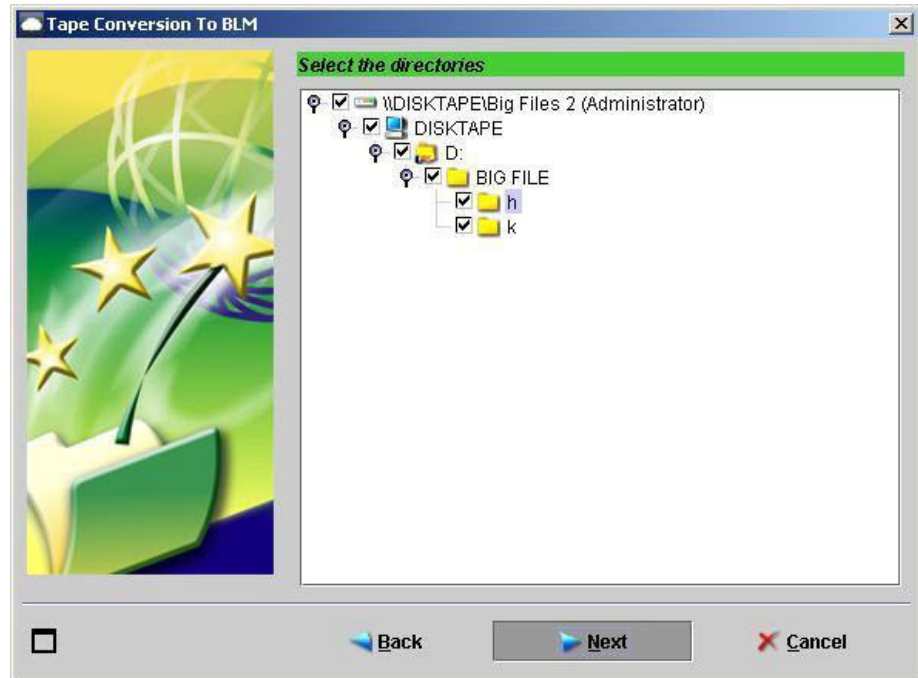 Tape Conversion To BLM
Select the directories
\\DISKTAPE\Big Files 2 (Administrator)
DISKTAPE
D:
BIG FILE
h
k
Back
Next
Cancel